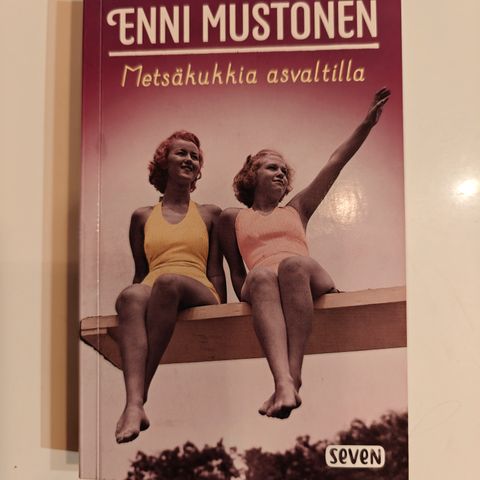 ENNI MUSTONEN
Metsäkukkia asvaltilla
seven